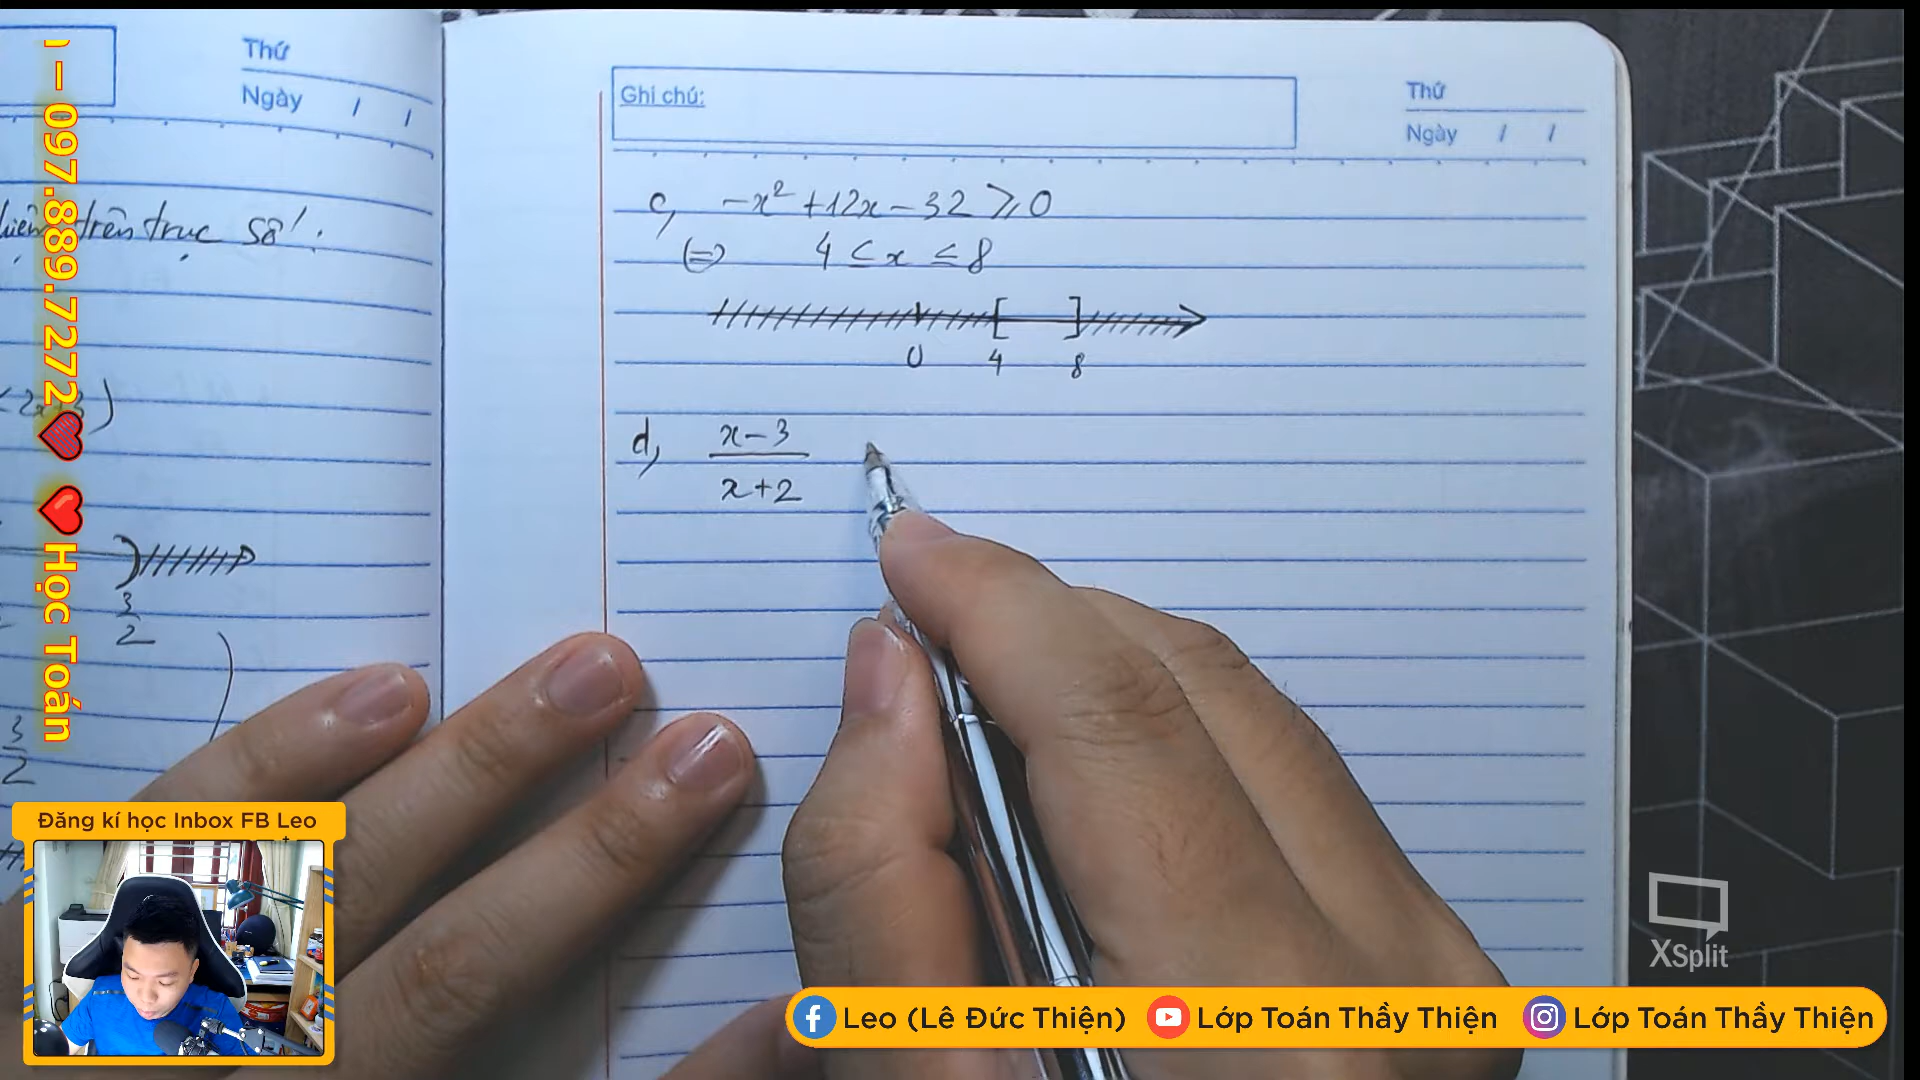 Thứ
Ngày / /
trên trục số!
3
2
3
2
– 097.889.7272 ❤ ❤ Học Toán
Ghi chú:
Thứ
Ngày / /
c, -x² + 12x - 32 ≥ 0
(=) 4 ≤ x ≤ 8
0 4 8
d, x - 3
x + 2
Đăng kí học Inbox FB Leo
XSplit
Leo (Lê Đức Thiện) Lớp Toán Thầy Thiện Lớp Toán Thầy Thiện